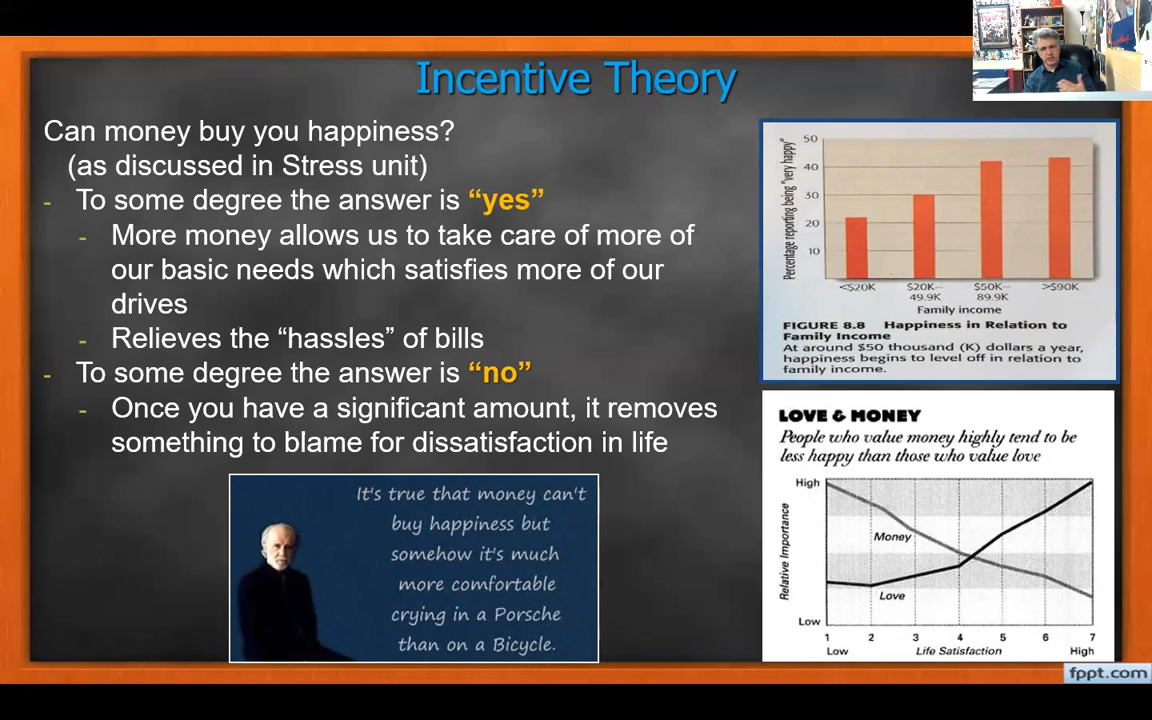 Incentive Theory
Can money buy you happiness?
(as discussed in Stress unit)
- To some degree the answer is “yes”
- More money allows us to take care of more of
our basic needs which satisfies more of our
drives
- Relieves the “hassles” of bills
- To some degree the answer is “no”
- Once you have a significant amount, it removes
something to blame for dissatisfaction in life
It's true that money can't
buy happiness but
somehow it's much
more comfortable
crying in a Porsche
than on a Bicycle.
Percentage reporting being "very happy"
50
40
30
20
10
<$20K $20K– $50K– >$90K
49.9K 89.9K
Family income
FIGURE 8.8 Happiness in Relation to
Family Income
At around $50 thousand (K) dollars a year,
happiness begins to level off in relation to
family income.
LOVE & MONEY
People who value money highly tend to be
less happy than those who value love
High
Relative Importance
Money
Love
Low
1 2 3 4 5 6 7
Low Life Satisfaction High
fppt.com